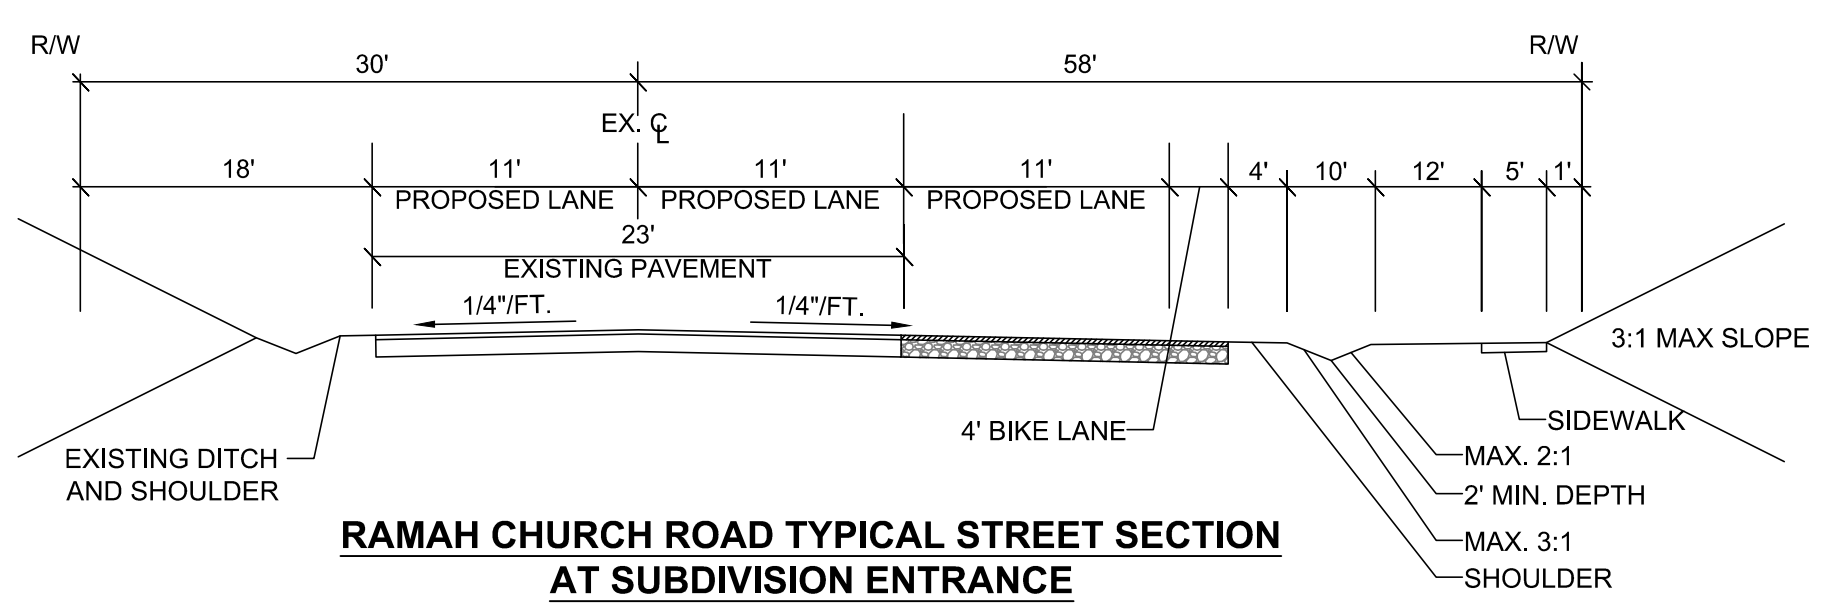 R/W
R/W
30'
58'
EX. ℄
18'
11'
11'
11'
4'
10'
12'
5'
1'
PROPOSED LANE
PROPOSED LANE
PROPOSED LANE
23'
EXISTING PAVEMENT
1/4"/FT.
1/4"/FT.
3:1 MAX SLOPE
4' BIKE LANE
SIDEWALK
EXISTING DITCH
AND SHOULDER
MAX. 2:1
2' MIN. DEPTH
MAX. 3:1
SHOULDER
RAMAH CHURCH ROAD TYPICAL STREET SECTION
AT SUBDIVISION ENTRANCE